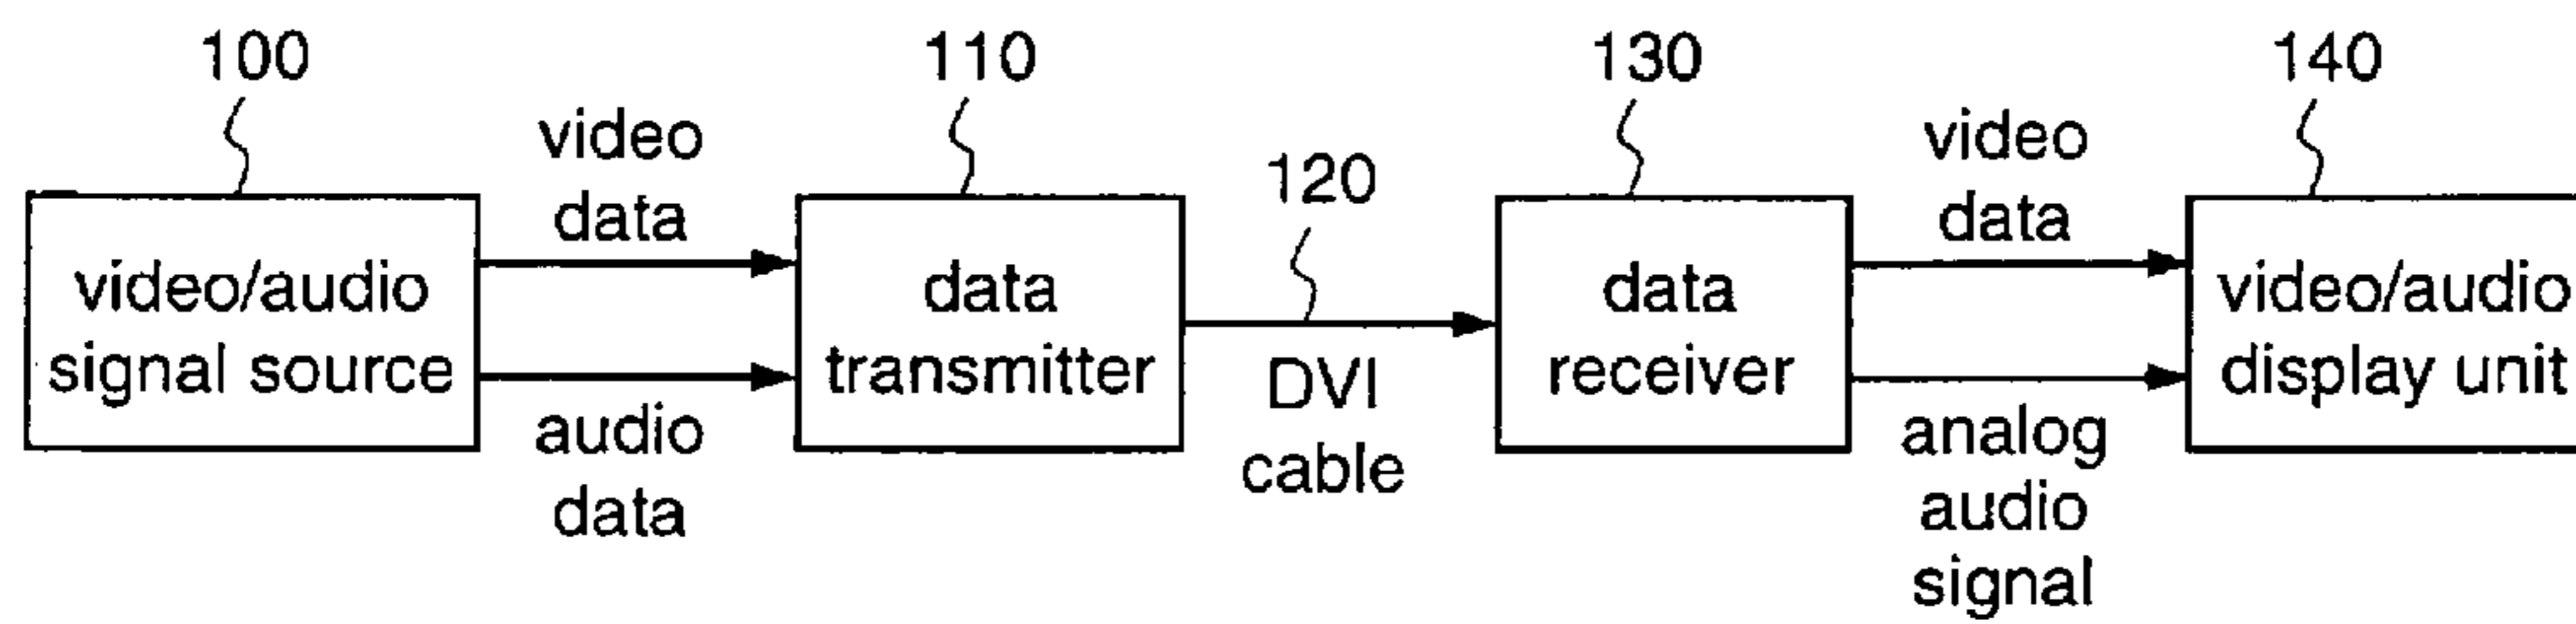 100
110
120
130
140
video/audio
signal source
video
data
audio
data
data
transmitter
DVI
cable
data
receiver
video
data
analog
audio
signal
video/audio
display unit